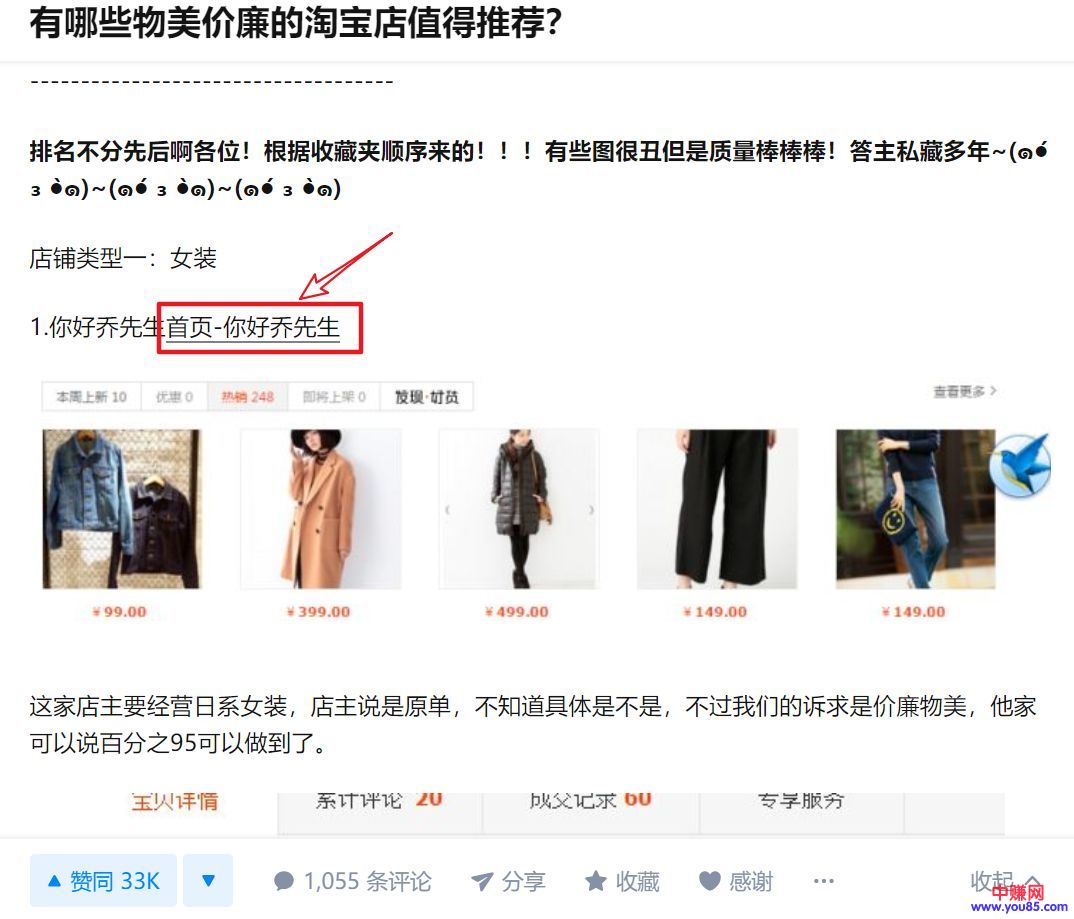 有哪些物美价廉的淘宝店值得推荐?
------------------------------------
排名不分先后啊各位！根据收藏夹顺序来的！！！有些图很丑但是质量棒棒棒！答主私藏多年~(๑•́
₃ •̀๑)~(๑•́ ₃ •̀๑)~(๑•́ ₃ •̀๑)
店铺类型一：女装
1.你好乔先生首页-你好乔先生
本周上新 10 优惠 0 热销 248 即将上架 0 发现·好货 查看更多 >
¥99.00 ¥399.00 ¥499.00 ¥149.00 ¥149.00
这家店主要经营日系女装，店主说是原单，不知道具体是不是，不过我们的诉求是价廉物美，他家
可以说百分之95可以做到了。
宝贝详情 累计评论 20 成交记录 60 专享服务
▲ 赞同 33K ▼ 1,055 条评论 分享 收藏 感谢 ··· 收起
中赚网
www.you85.com